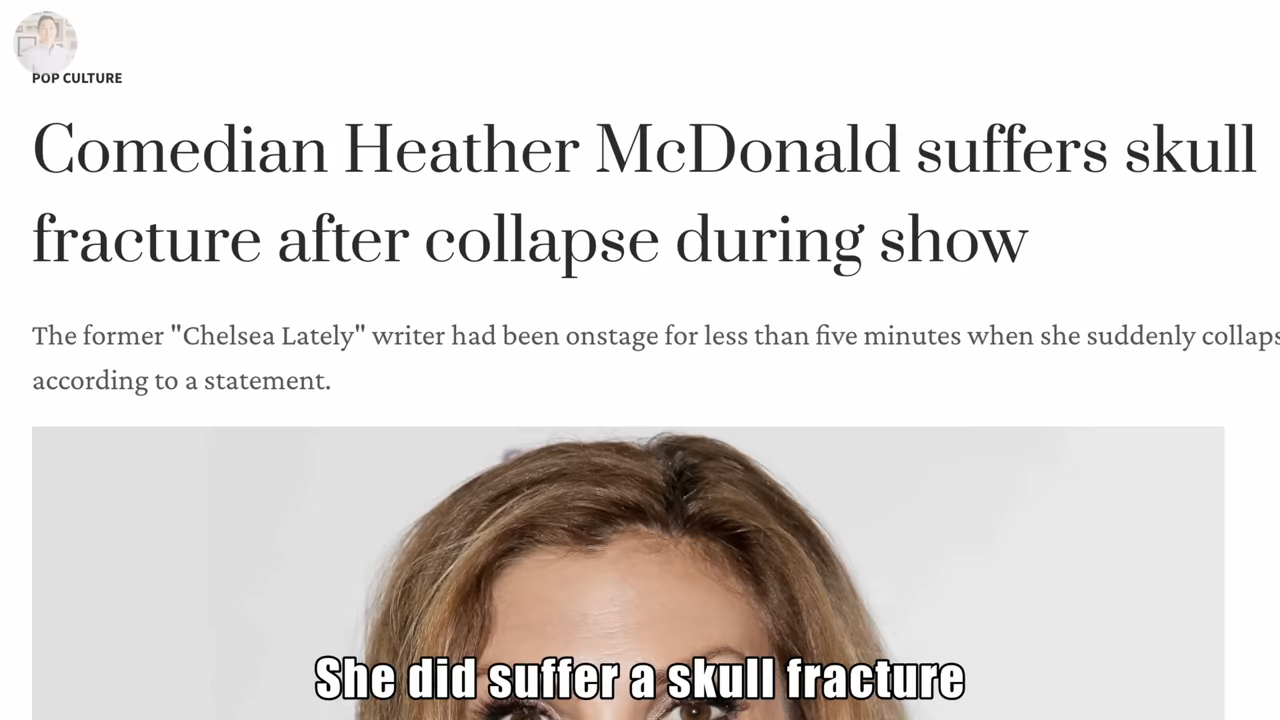 POP CULTURE
Comedian Heather McDonald suffers skull
fracture after collapse during show
The former "Chelsea Lately" writer had been onstage for less than five minutes when she suddenly collaps
according to a statement.
She did suffer a skull fracture